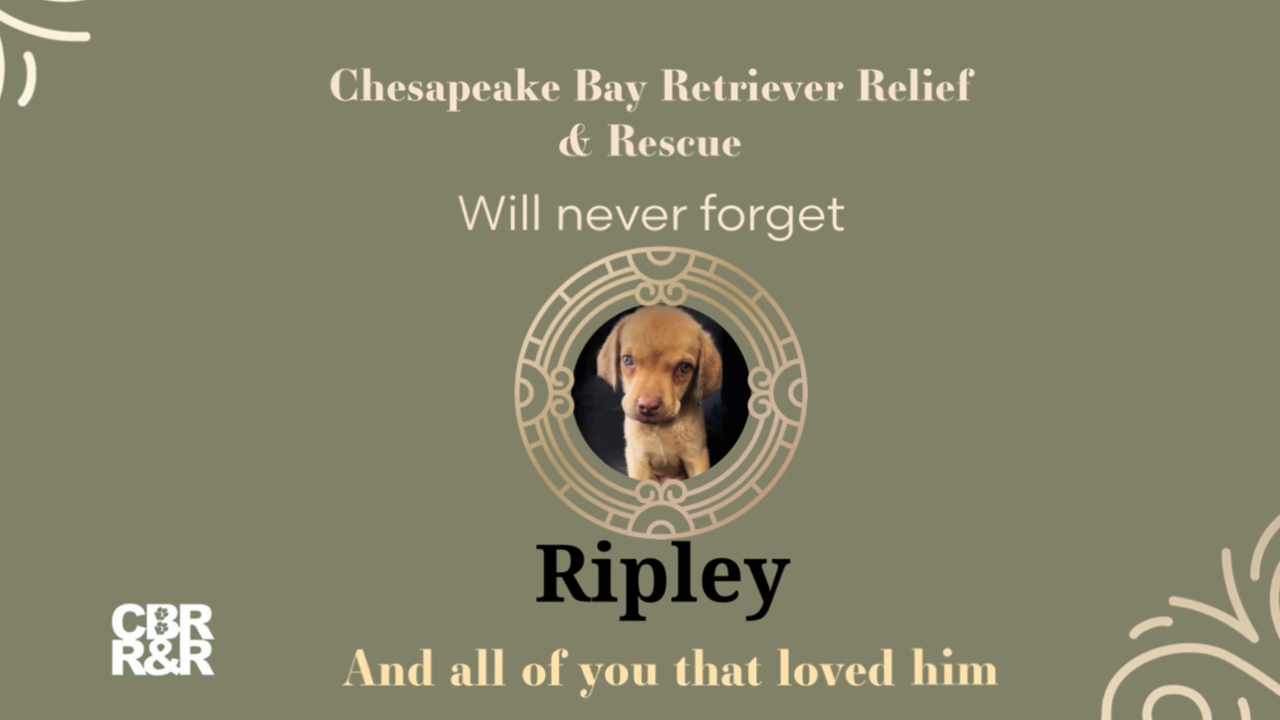 Chesapeake Bay Retriever Relief
& Rescue
Will never forget
Ripley
CBR
R&R
And all of you that loved him